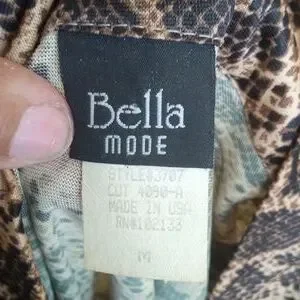 Bella
MODE
STYLE#3707
CUT 4090-A
MADE IN USA
RN#102133
M